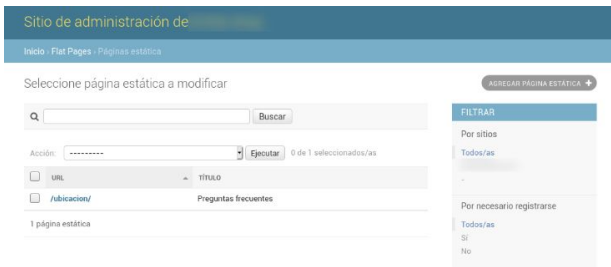 Sitio de administración de
Inicio › Flat Pages › Páginas estática
Seleccione página estática a modificar
AGREGAR PÁGINA ESTÁTICA +
Buscar
Acción: --------- Ejecutar 0 de 1 seleccionados/as
URL TÍTULO
/ubicacion/ Preguntas frecuentes
1 página estática
FILTRAR
Por sitios
Todos/as
-
Por necesario registrarse
Todos/as
Sí
No